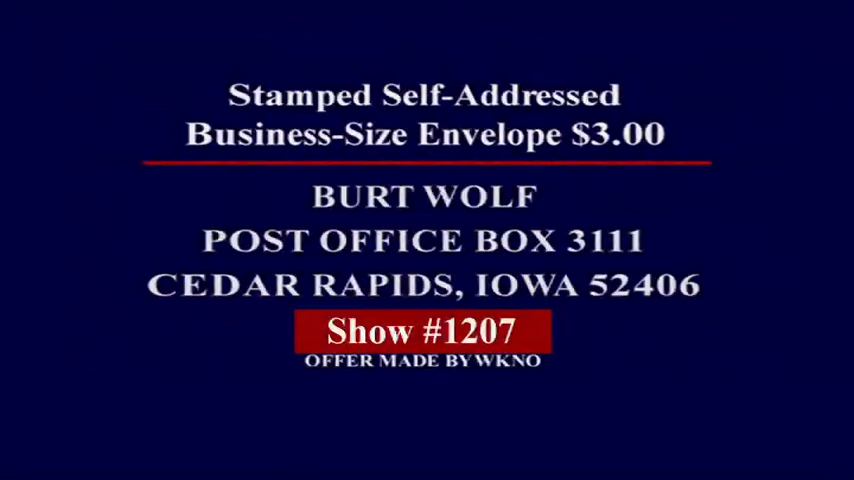 Stamped Self-Addressed
Business-Size Envelope $3.00
BURT WOLF
POST OFFICE BOX 3111
CEDAR RAPIDS, IOWA 52406
Show #1207
OFFER MADE BY WKNO